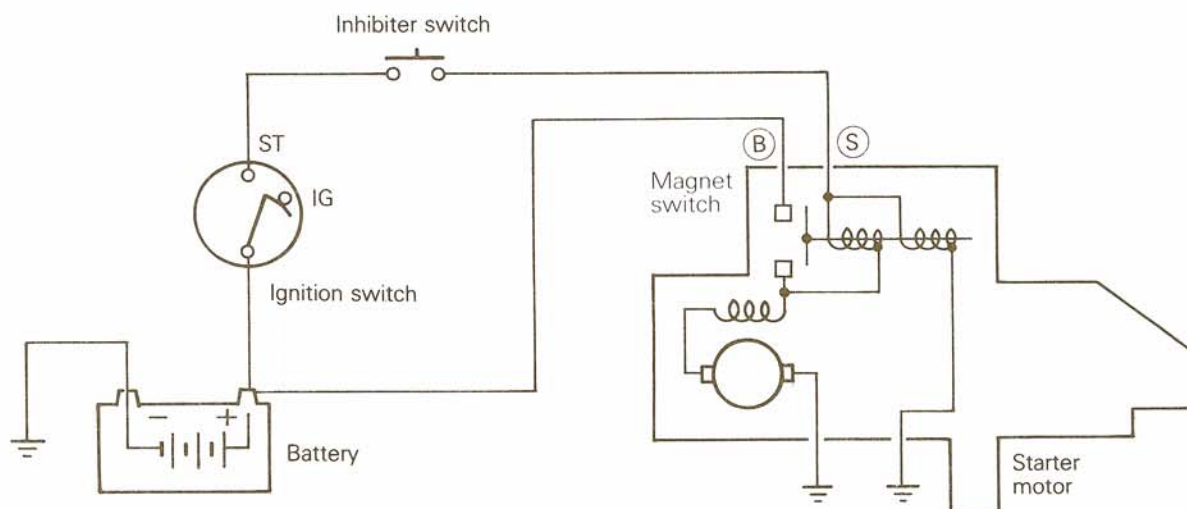 Inhibiter switch
ST
IG
Ignition switch
B
S
Magnet
switch
−
+
Battery
Starter
motor